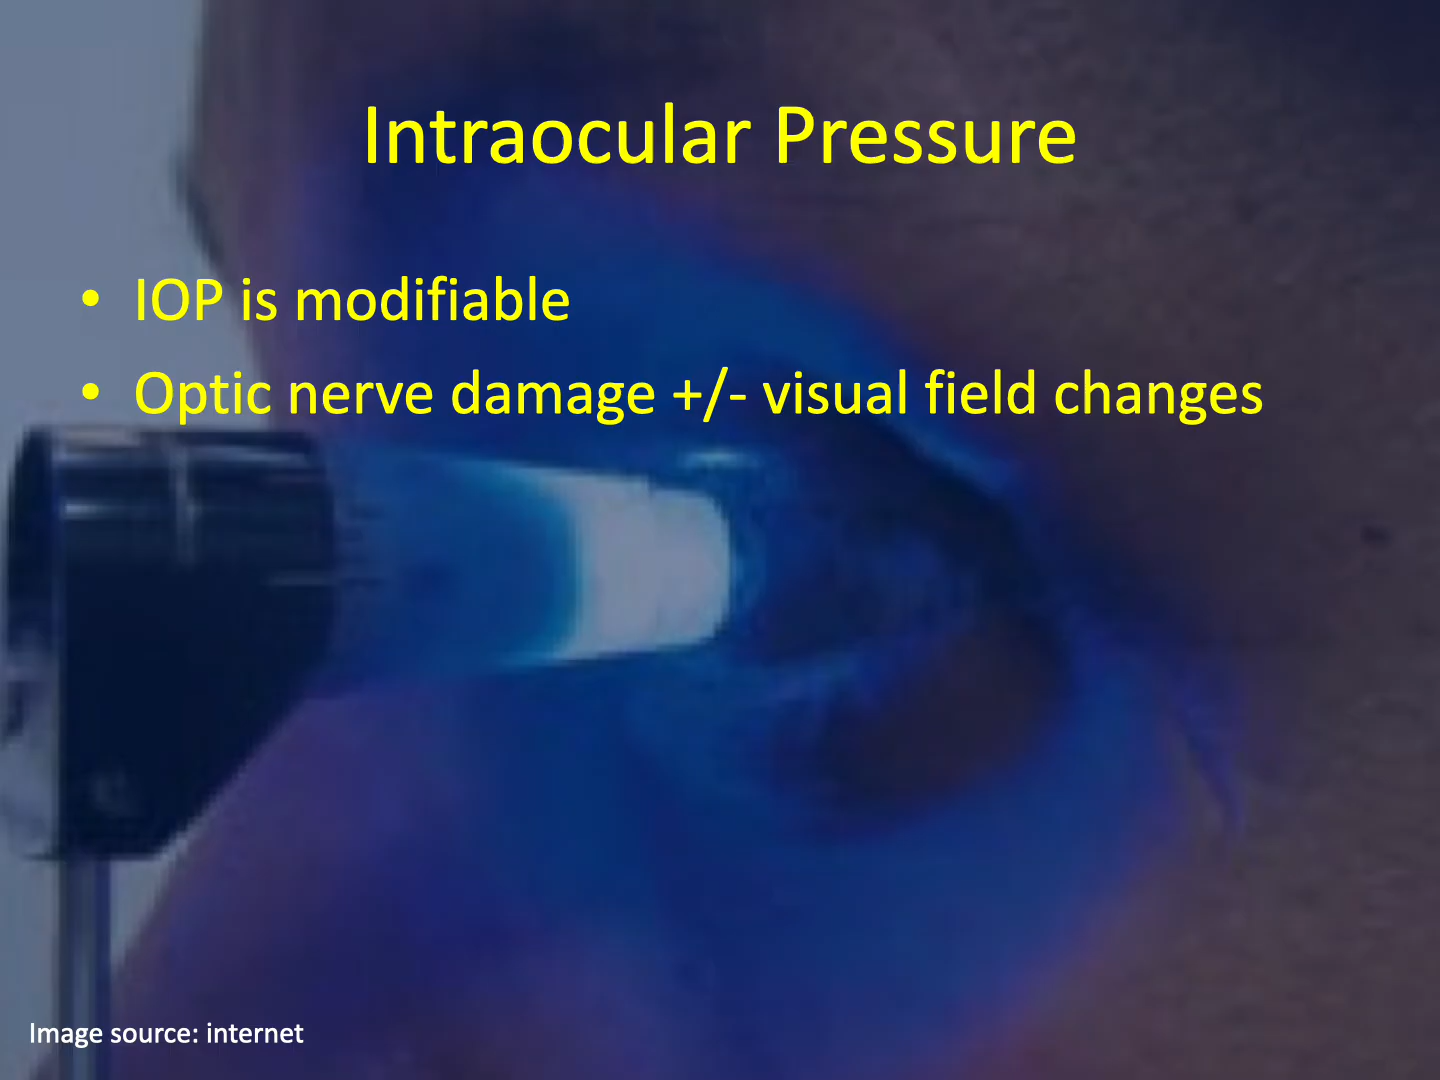 Intraocular Pressure
• IOP is modifiable
• Optic nerve damage +/- visual field changes
Image source: internet